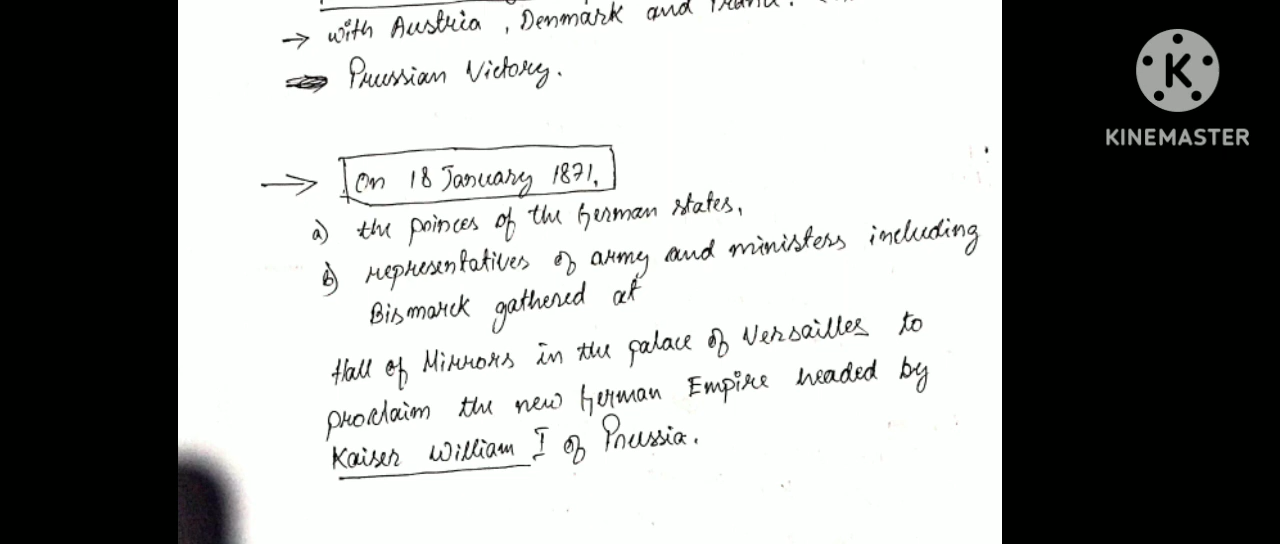 → with Austria, Denmark and
Prussian Victory.
K
KINEMASTER
→ On 18 January 1871,
a) the poinces of the German states,
b) representatives of army and ministers including
Bismarck gathered at
Hall of Mirrors in the palace of Versailles to
proclaim the new German Empire headed by
Kaiser William I of Prussia.